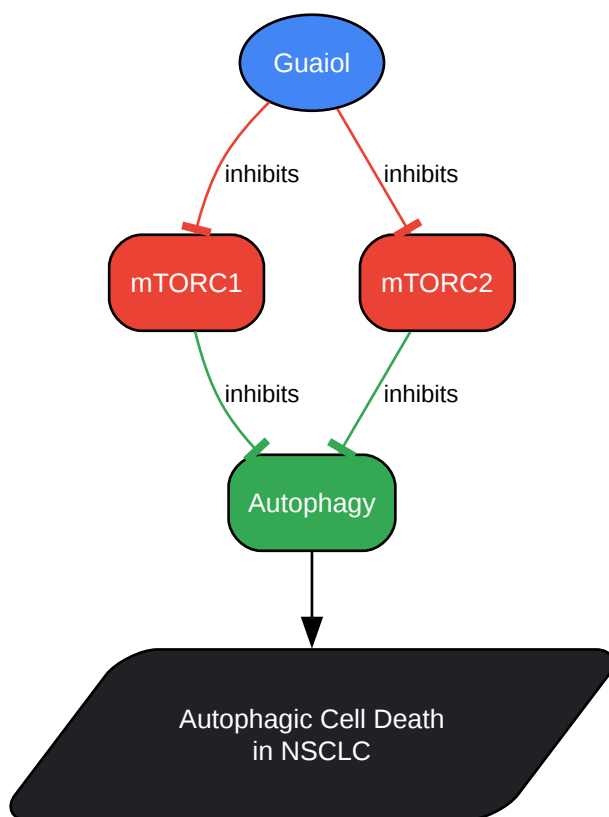 Guaiol
inhibits
inhibits
mTORC1
mTORC2
inhibits
inhibits
Autophagy
Autophagic Cell Death
in NSCLC